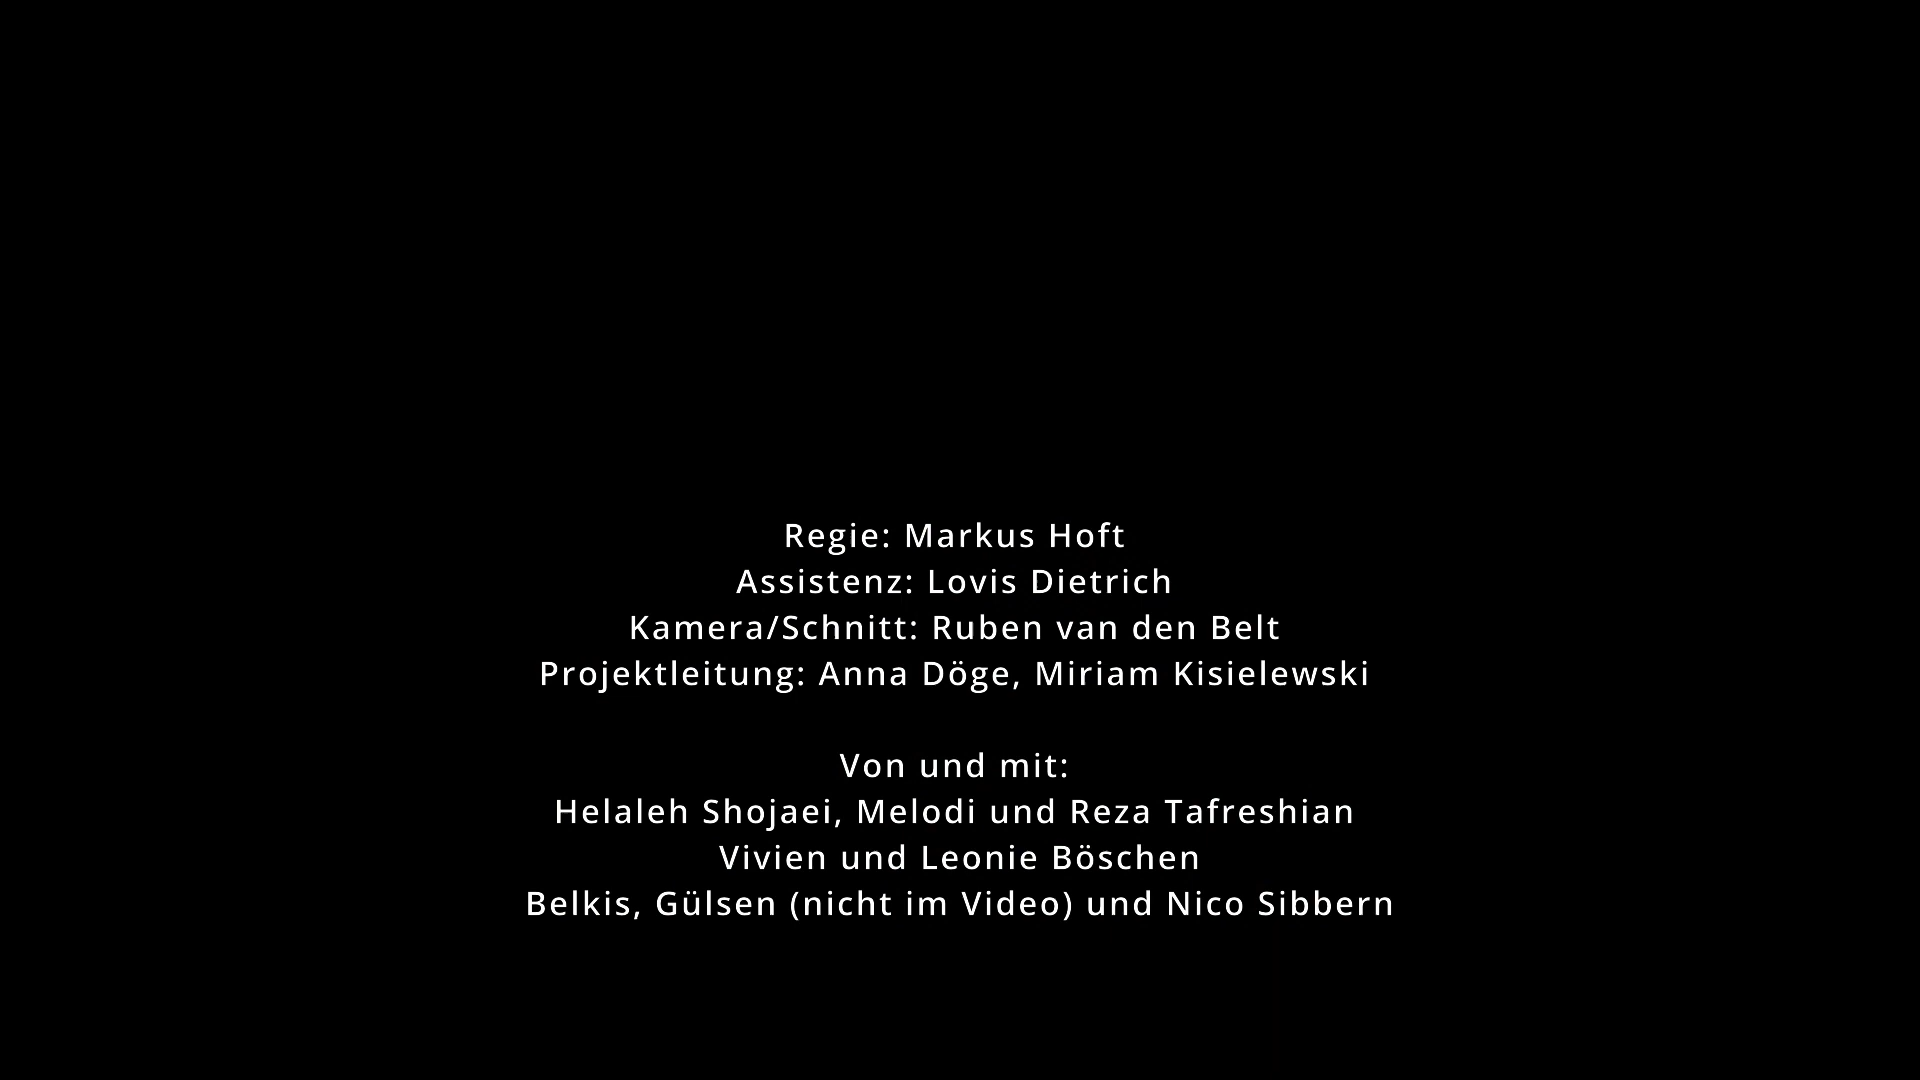 Regie: Markus Hoft
Assistenz: Lovis Dietrich
Kamera/Schnitt: Ruben van den Belt
Projektleitung: Anna Döge, Miriam Kisielewski
Von und mit:
Helaleh Shojaei, Melodi und Reza Tafreshian
Vivien und Leonie Böschen
Belkis, Gülsen (nicht im Video) und Nico Sibbern